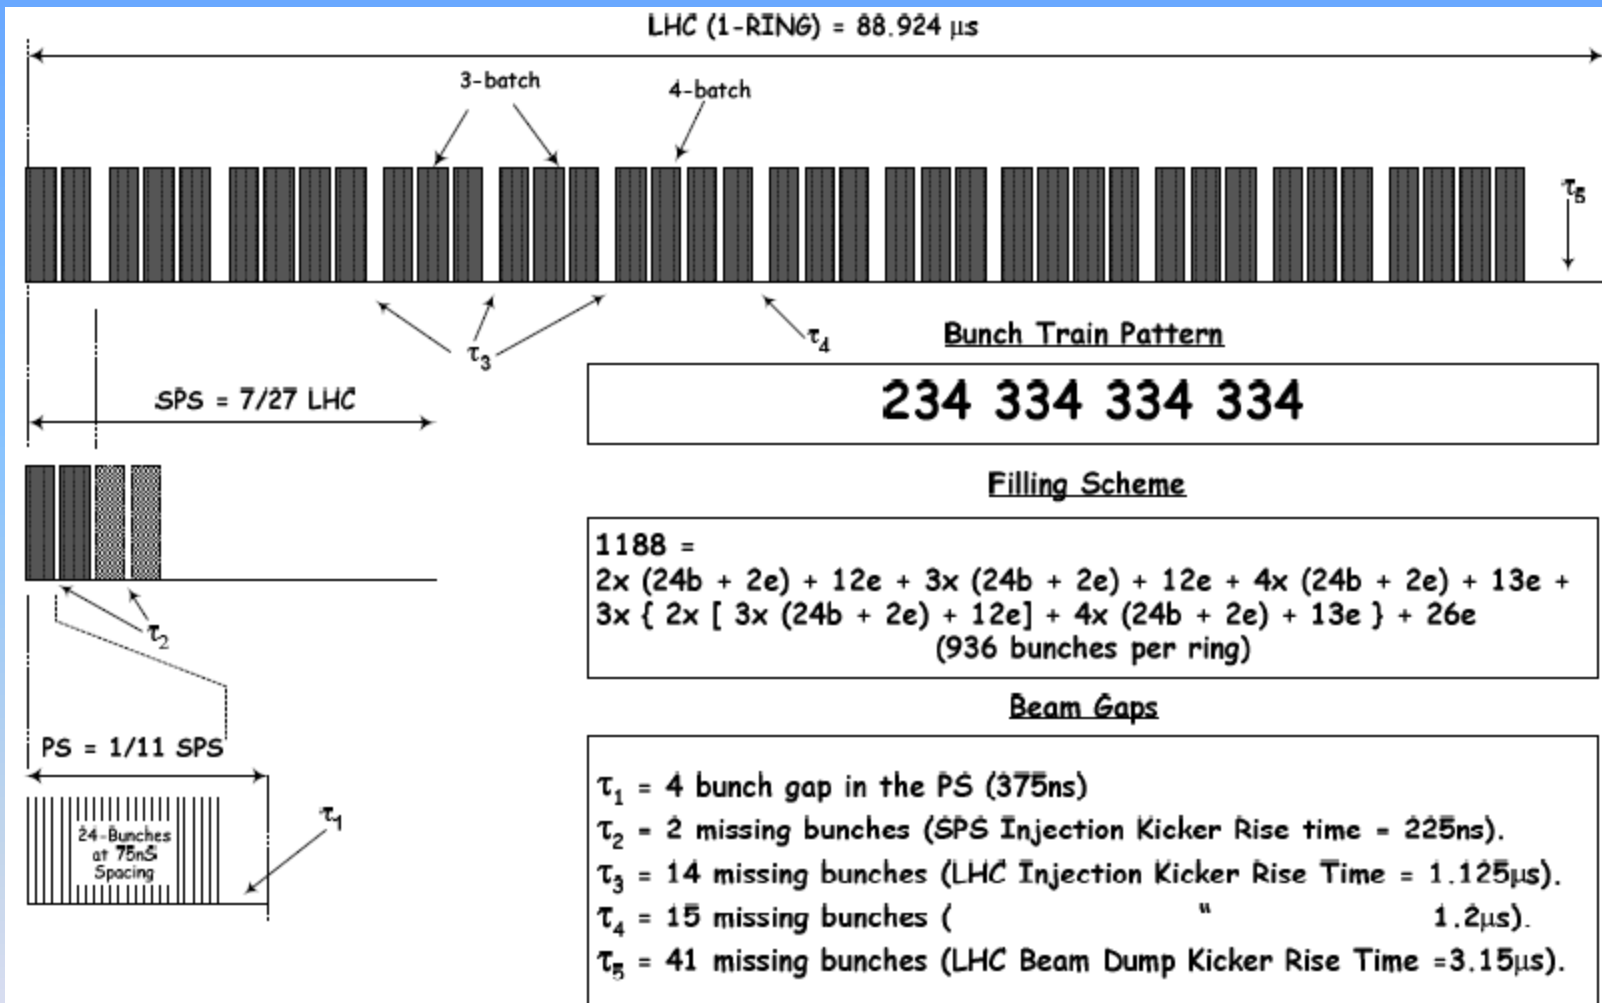 LHC (1-RING) = 88.924 µs
3-batch
4-batch
τ5
τ3
τ4
Bunch Train Pattern
SPS = 7/27 LHC
234 334 334 334
Filling Scheme
1188 =
2x (24b + 2e) + 12e + 3x (24b + 2e) + 12e + 4x (24b + 2e) + 13e +
3x { 2x [ 3x (24b + 2e) + 12e] + 4x (24b + 2e) + 13e } + 26e
(936 bunches per ring)
τ2
Beam Gaps
PS = 1/11 SPS
τ1
24-Bunches
at 75nS
Spacing
τ1 = 4 bunch gap in the PS (375ns)
τ2 = 2 missing bunches (SPS Injection Kicker Rise time = 225ns).
τ3 = 14 missing bunches (LHC Injection Kicker Rise Time = 1.125µs).
τ4 = 15 missing bunches ( " 1.2µs).
τ5 = 41 missing bunches (LHC Beam Dump Kicker Rise Time =3.15µs).